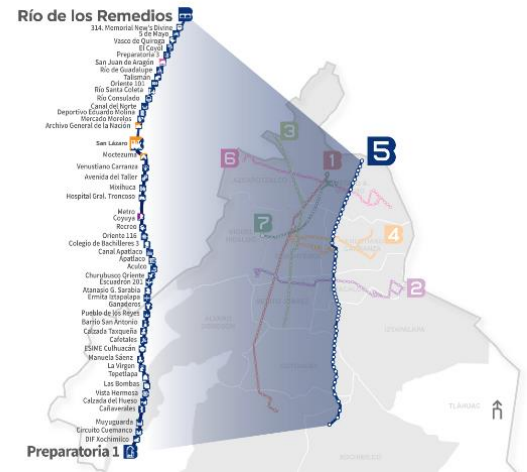 Río de los Remedios
314. Memorial New's Divine
5 de Mayo
Vasco de Quiroga
El Coyol
Preparatoria 3
San Juan de Aragón
Río de Guadalupe
Talismán
Oriente 101
Río Santa Coleta
Río Consulado
Canal del Norte
Deportivo Eduardo Molina
Mercado Morelos
Archivo General de la Nación
San Lázaro
Moctezuma
Venustiano Carranza
Avenida del Taller
Mixihuca
Hospital Gral. Troncoso
Metro
Coyuya
Recreo
Oriente 116
Colegio de Bachilleres 3
Canal Apatlaco
Apatlaco
Aculco
Churubusco Oriente
Escuadrón 201
Atanasio G. Sarabia
Ermita Iztapalapa
Ganaderos
Pueblo de los Reyes
Barrio San Antonio
Calzada Taxqueña
Cafetales
ESIME Culhuacán
Manuela Sáenz
La Virgen
Tepetlapa
Las Bombas
Vista Hermosa
Calzada del Hueso
Cañaverales
Muyuguarda
Circuito Cuemanco
DIF Xochimilco
Preparatoria 1
3
5
6
1
7
4
2
TLÁHUAC
XOCHIMILCO